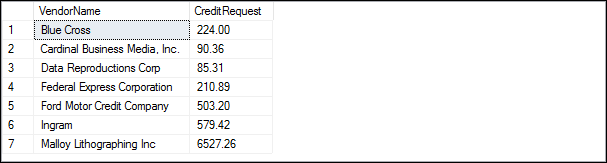 VendorName CreditRequest
1 Blue Cross 224.00
2 Cardinal Business Media, Inc. 90.36
3 Data Reproductions Corp 85.31
4 Federal Express Corporation 210.89
5 Ford Motor Credit Company 503.20
6 Ingram 579.42
7 Malloy Lithographing Inc 6527.26